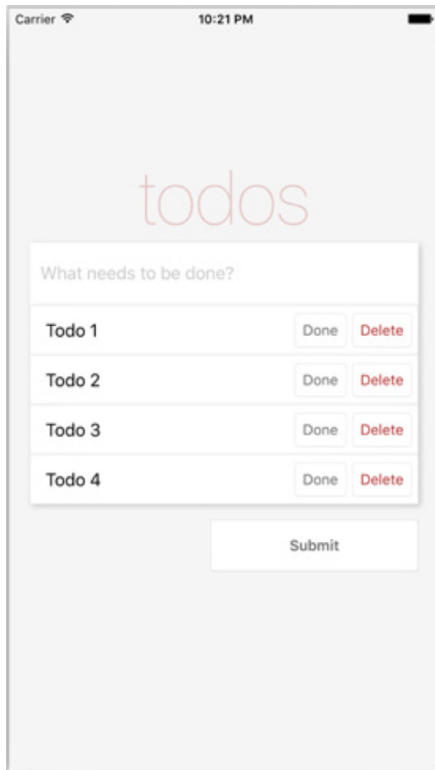 Carrier 10:21 PM
todos
What needs to be done?
Todo 1 Done Delete
Todo 2 Done Delete
Todo 3 Done Delete
Todo 4 Done Delete
Submit